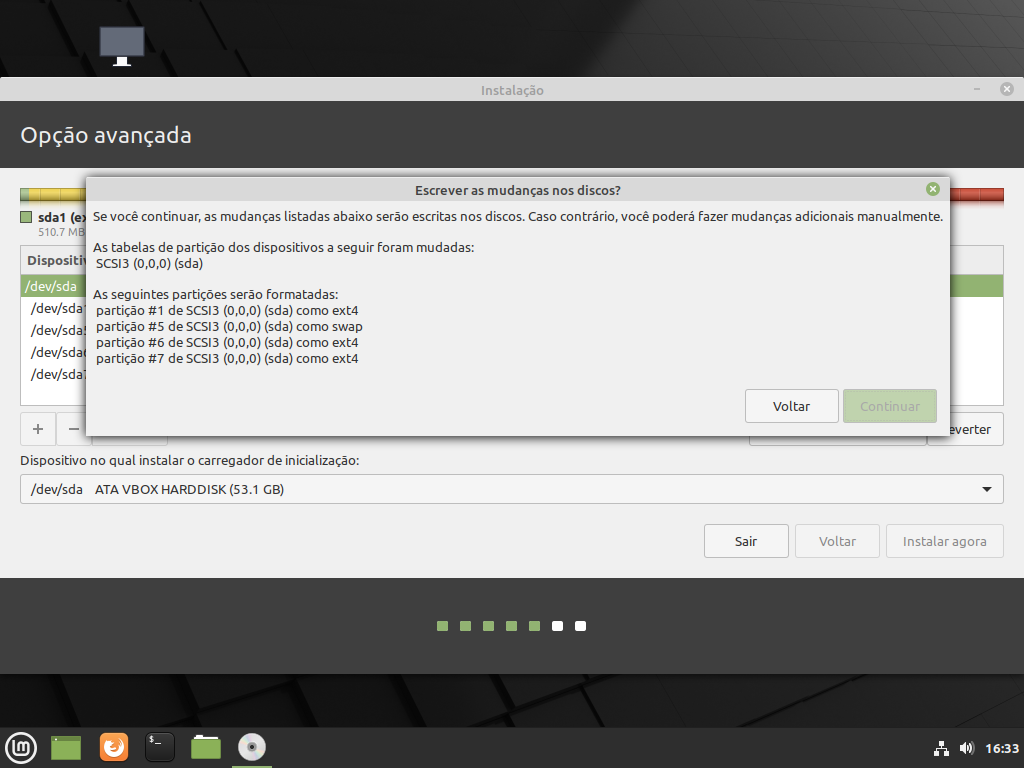 Instalação
Opção avançada
Escrever as mudanças nos discos?
Se você continuar, as mudanças listadas abaixo serão escritas nos discos. Caso contrário, você poderá fazer mudanças adicionais manualmente.
As tabelas de partição dos dispositivos a seguir foram mudadas:
SCSI3 (0,0,0) (sda)
As seguintes partições serão formatadas:
partição #1 de SCSI3 (0,0,0) (sda) como ext4
partição #5 de SCSI3 (0,0,0) (sda) como swap
partição #6 de SCSI3 (0,0,0) (sda) como ext4
partição #7 de SCSI3 (0,0,0) (sda) como ext4
Voltar Continuar
sda1 (ex
510.7 MB
Dispositiv
/dev/sda
/dev/sda1
/dev/sda5
/dev/sda6
/dev/sda7
+ − everter
Dispositivo no qual instalar o carregador de inicialização:
/dev/sda ATA VBOX HARDDISK (53.1 GB)
Sair Voltar Instalar agora
16:33